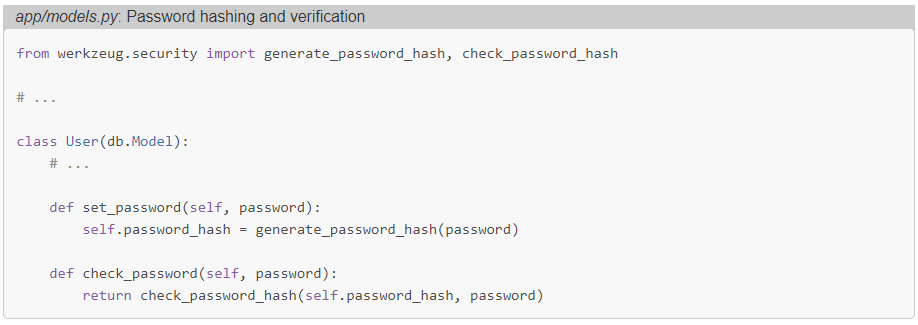 app/models.py: Password hashing and verification
from werkzeug.security import generate_password_hash, check_password_hash
# ...
class User(db.Model):
    # ...
    def set_password(self, password):
        self.password_hash = generate_password_hash(password)
    def check_password(self, password):
        return check_password_hash(self.password_hash, password)